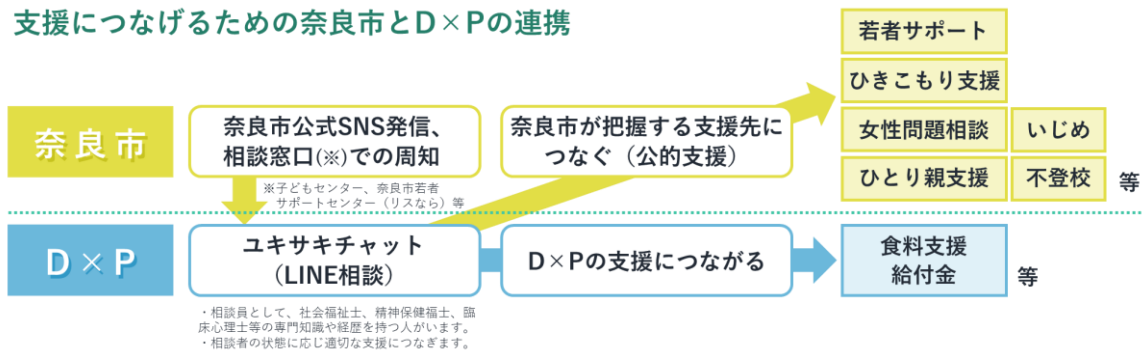 支援につなげるための奈良市とD×Pの連携
奈良市
奈良市公式SNS発信、
相談窓口(※)での周知
※子どもセンター、奈良市若者
サポートセンター（リスなら）等
奈良市が把握する支援先に
つなぐ（公的支援）
若者サポート
ひきこもり支援
女性問題相談
いじめ
ひとり親支援
不登校
等
D×P
ユキサキチャット
（LINE相談）
・相談員として、社会福祉士、精神保健福士、臨
床心理士等の専門知識や経歴を持つ人がいます。
・相談者の状態に応じ適切な支援につなぎます。
D×Pの支援につながる
食料支援
給付金
等